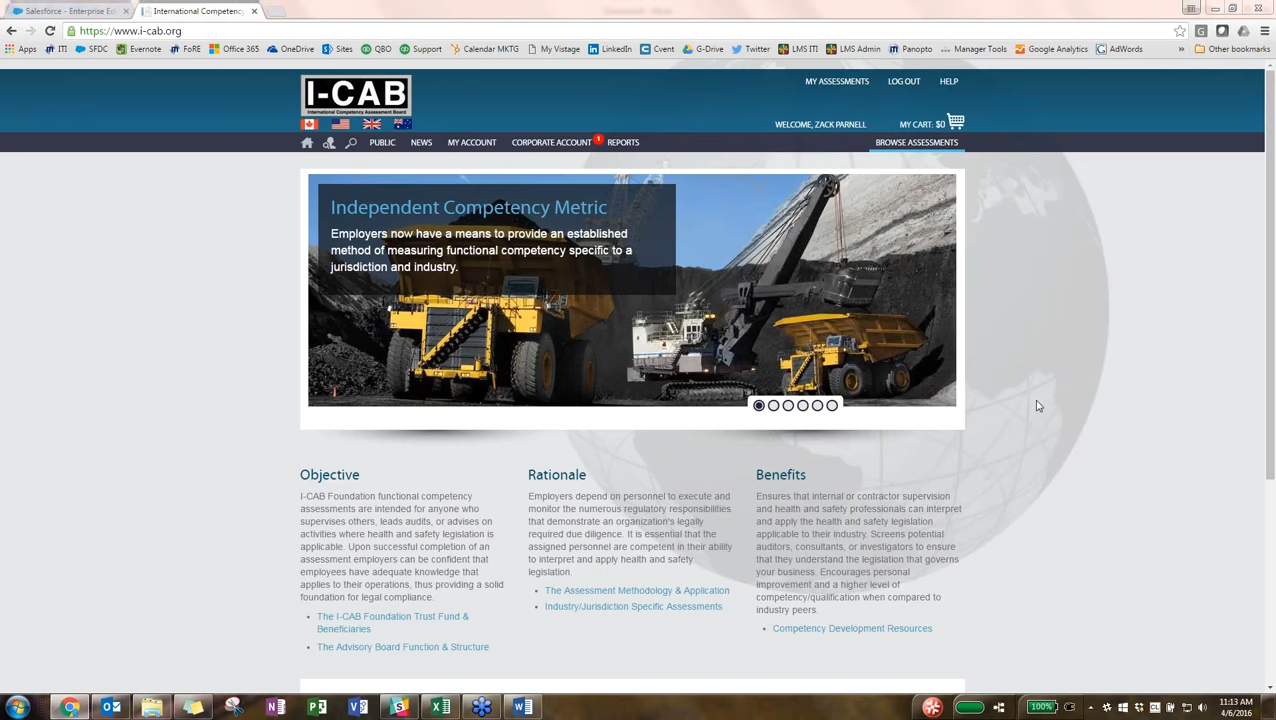 Salesforce - Enterprise Ed
International Competency
https://www.i-cab.org
Apps ITI SFDC Evernote FoRE Office 365 OneDrive Sites QBO Support Calendar MKTG My Vistage LinkedIn Cvent G-Drive Twitter LMS ITI LMS Admin Panopto Manager Tools Google Analytics AdWords » Other bookmarks
MY ASSESSMENTS LOG OUT HELP
I-CAB
International Competency Assessment Board
WELCOME, ZACK PARNELL MY CART: $0
PUBLIC NEWS MY ACCOUNT CORPORATE ACCOUNT 1 REPORTS BROWSE ASSESSMENTS
Independent Competency Metric
Employers now have a means to provide an established
method of measuring functional competency specific to a
jurisdiction and industry.
Objective
I-CAB Foundation functional competency
assessments are intended for anyone who
supervises others, leads audits, or advises on
activities where health and safety legislation is
applicable. Upon successful completion of an
assessment employers can be confident that
employees have adequate knowledge that
applies to their operations, thus providing a solid
foundation for legal compliance.
• The I-CAB Foundation Trust Fund &
Beneficiaries
• The Advisory Board Function & Structure
Rationale
Employers depend on personnel to execute and
monitor the numerous regulatory responsibilities
that demonstrate an organization's legally
required due diligence. It is essential that the
assigned personnel are competent in their ability
to interpret and apply health and safety
legislation.
• The Assessment Methodology & Application
• Industry/Jurisdiction Specific Assessments
Benefits
Ensures that internal or contractor supervision
and health and safety professionals can interpret
and apply the health and safety legislation
applicable to their industry. Screens potential
auditors, consultants, or investigators to ensure
that they understand the legislation that governs
your business. Encourages personal
improvement and a higher level of
competency/qualification when compared to
industry peers.
• Competency Development Resources
100%
11:13 AM
4/6/2016